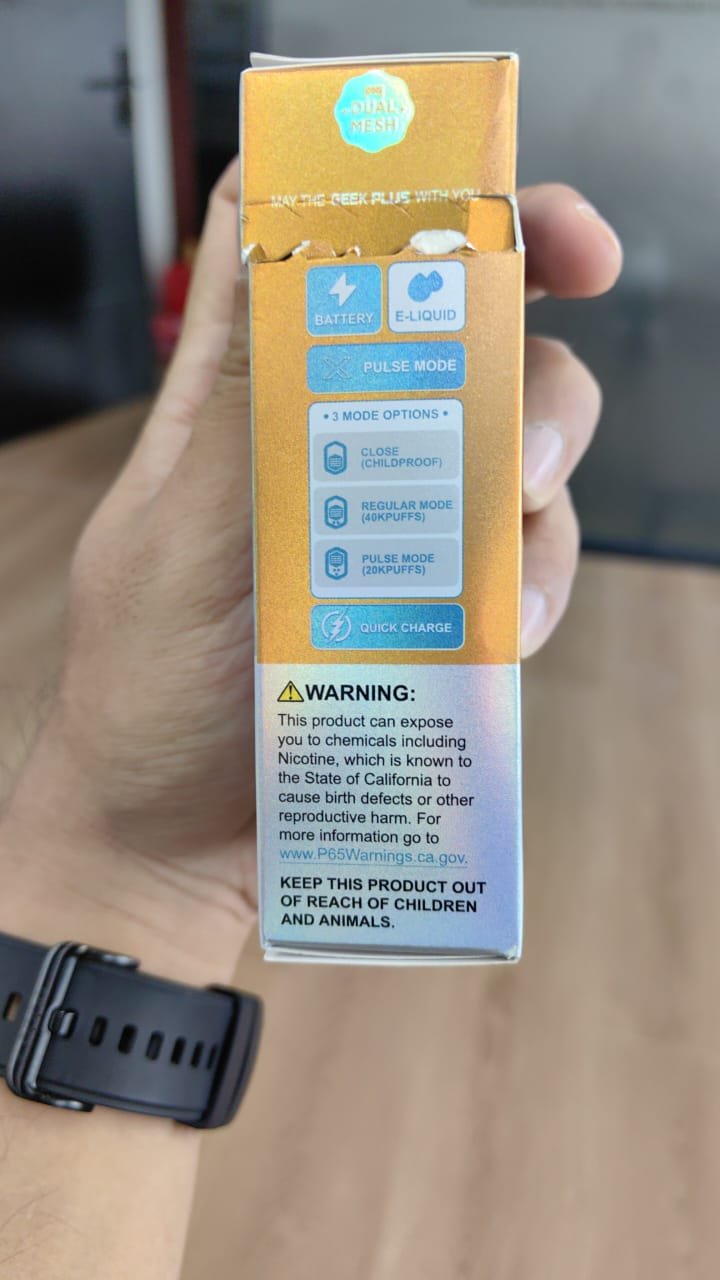 DUAL
MESH
MAY THE GEEK PLUS WITH YOU
BATTERY
E-LIQUID
PULSE MODE
• 3 MODE OPTIONS •
CLOSE
(CHILDPROOF)
REGULAR MODE
(40KPUFFS)
PULSE MODE
(20KPUFFS)
QUICK CHARGE
WARNING:
This product can expose
you to chemicals including
Nicotine, which is known to
the State of California to
cause birth defects or other
reproductive harm. For
more information go to
www.P65Warnings.ca.gov.
KEEP THIS PRODUCT OUT
OF REACH OF CHILDREN
AND ANIMALS.